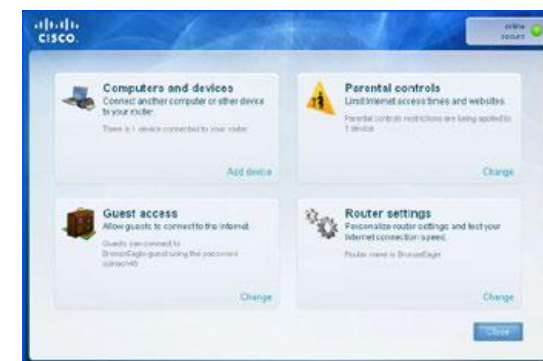 CISCO.
online
secure
Computers and devices
Connect another computer or other device
to your router.
There is 1 device connected to your router.
Add device
Parental controls
Limit Internet access times and websites.
Parental controls restrictions are being applied to
1 device
Change
Guest access
Allow guests to connect to the internet.
Guests can connect to
BronzeEagle-guest using the password
Change
Router settings
Personalize router settings and test your
Internet connection speed.
Router name is BronzeEagle
Change
Close